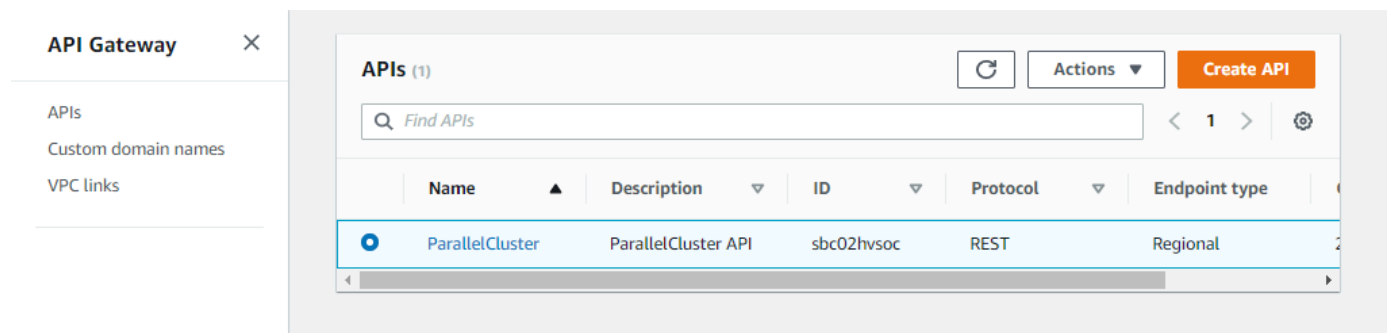 API Gateway
APIs
Custom domain names
VPC links
APIs (1)
Actions
Create API
Find APIs
1
Name Description ID Protocol Endpoint type
ParallelCluster ParallelCluster API sbc02hvsoc REST Regional